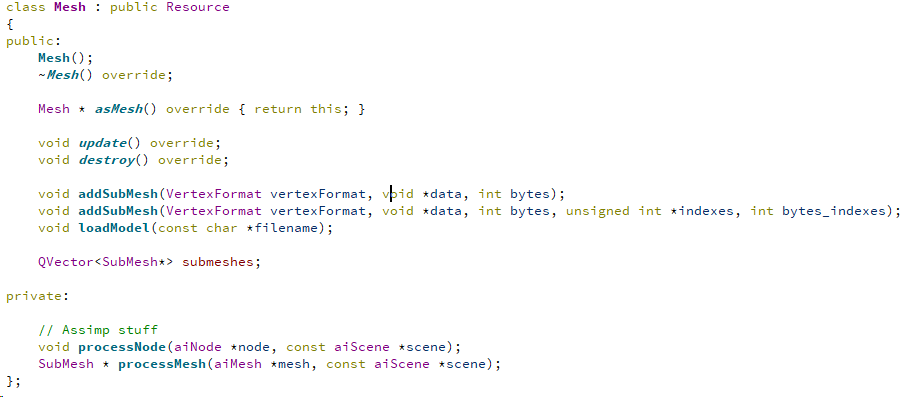 class Mesh : public Resource
{
public:
    Mesh();
    ~Mesh() override;
    Mesh * asMesh() override { return this; }
    void update() override;
    void destroy() override;
    void addSubMesh(VertexFormat vertexFormat, void *data, int bytes);
    void addSubMesh(VertexFormat vertexFormat, void *data, int bytes, unsigned int *indexes, int bytes_indexes);
    void loadModel(const char *filename);
    QVector<SubMesh*> submeshes;
private:
    // Assimp stuff
    void processNode(aiNode *node, const aiScene *scene);
    SubMesh * processMesh(aiMesh *mesh, const aiScene *scene);
};